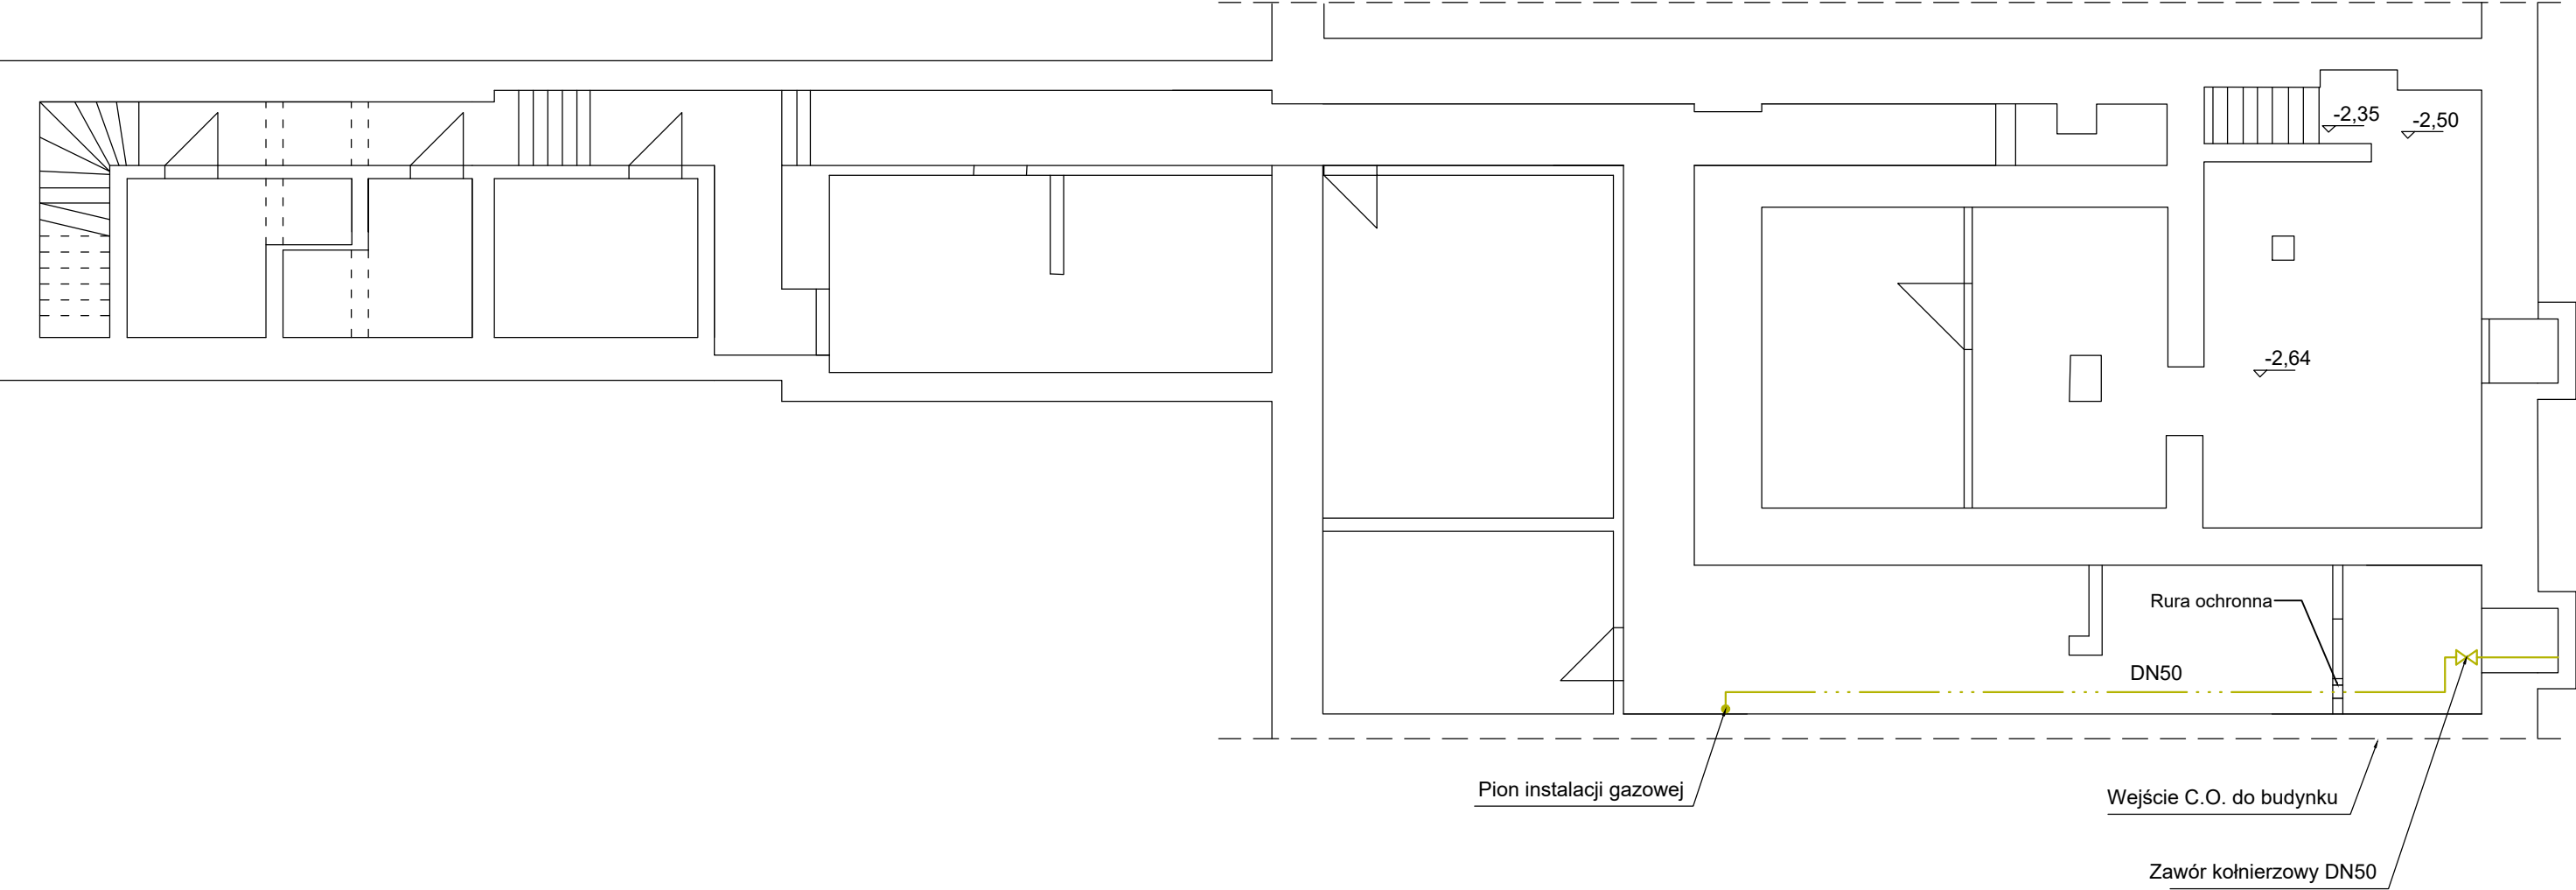 -2,35
-2,50
-2,64
Rura ochronna
DN50
Pion instalacji gazowej
Wejście C.O. do budynku
Zawór kołnierzowy DN50